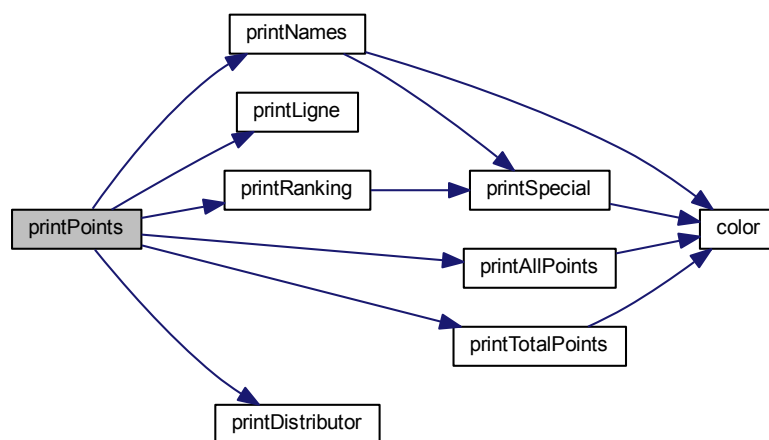 printNames
printLigne
printRanking
printSpecial
printPoints
color
printAllPoints
printTotalPoints
printDistributor